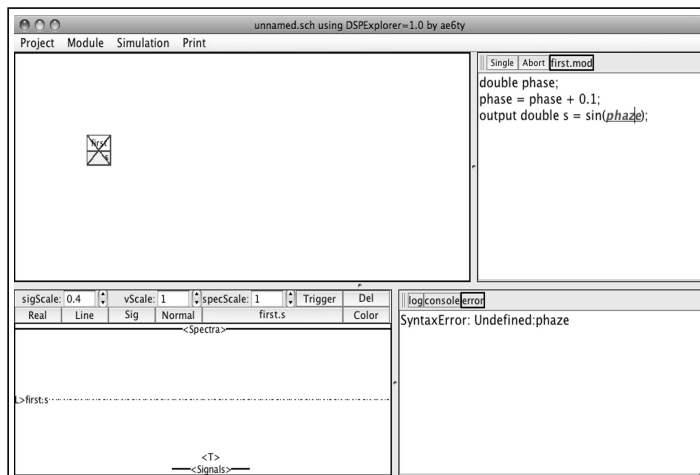 unnamed.sch using DSPExplorer=1.0 by ae6ty
Project Module Simulation Print
Single Abort first.mod
double phase;
phase = phase + 0.1;
output double s = sin(phaze);
first
s
sigScale: 0.4 vScale: 1 specScale: 1 Trigger Del
Real Line Sig Normal first.s Color
<Spectra>
L>first.s
<T>
<Signals>
log console error
SyntaxError: Undefined:phaze